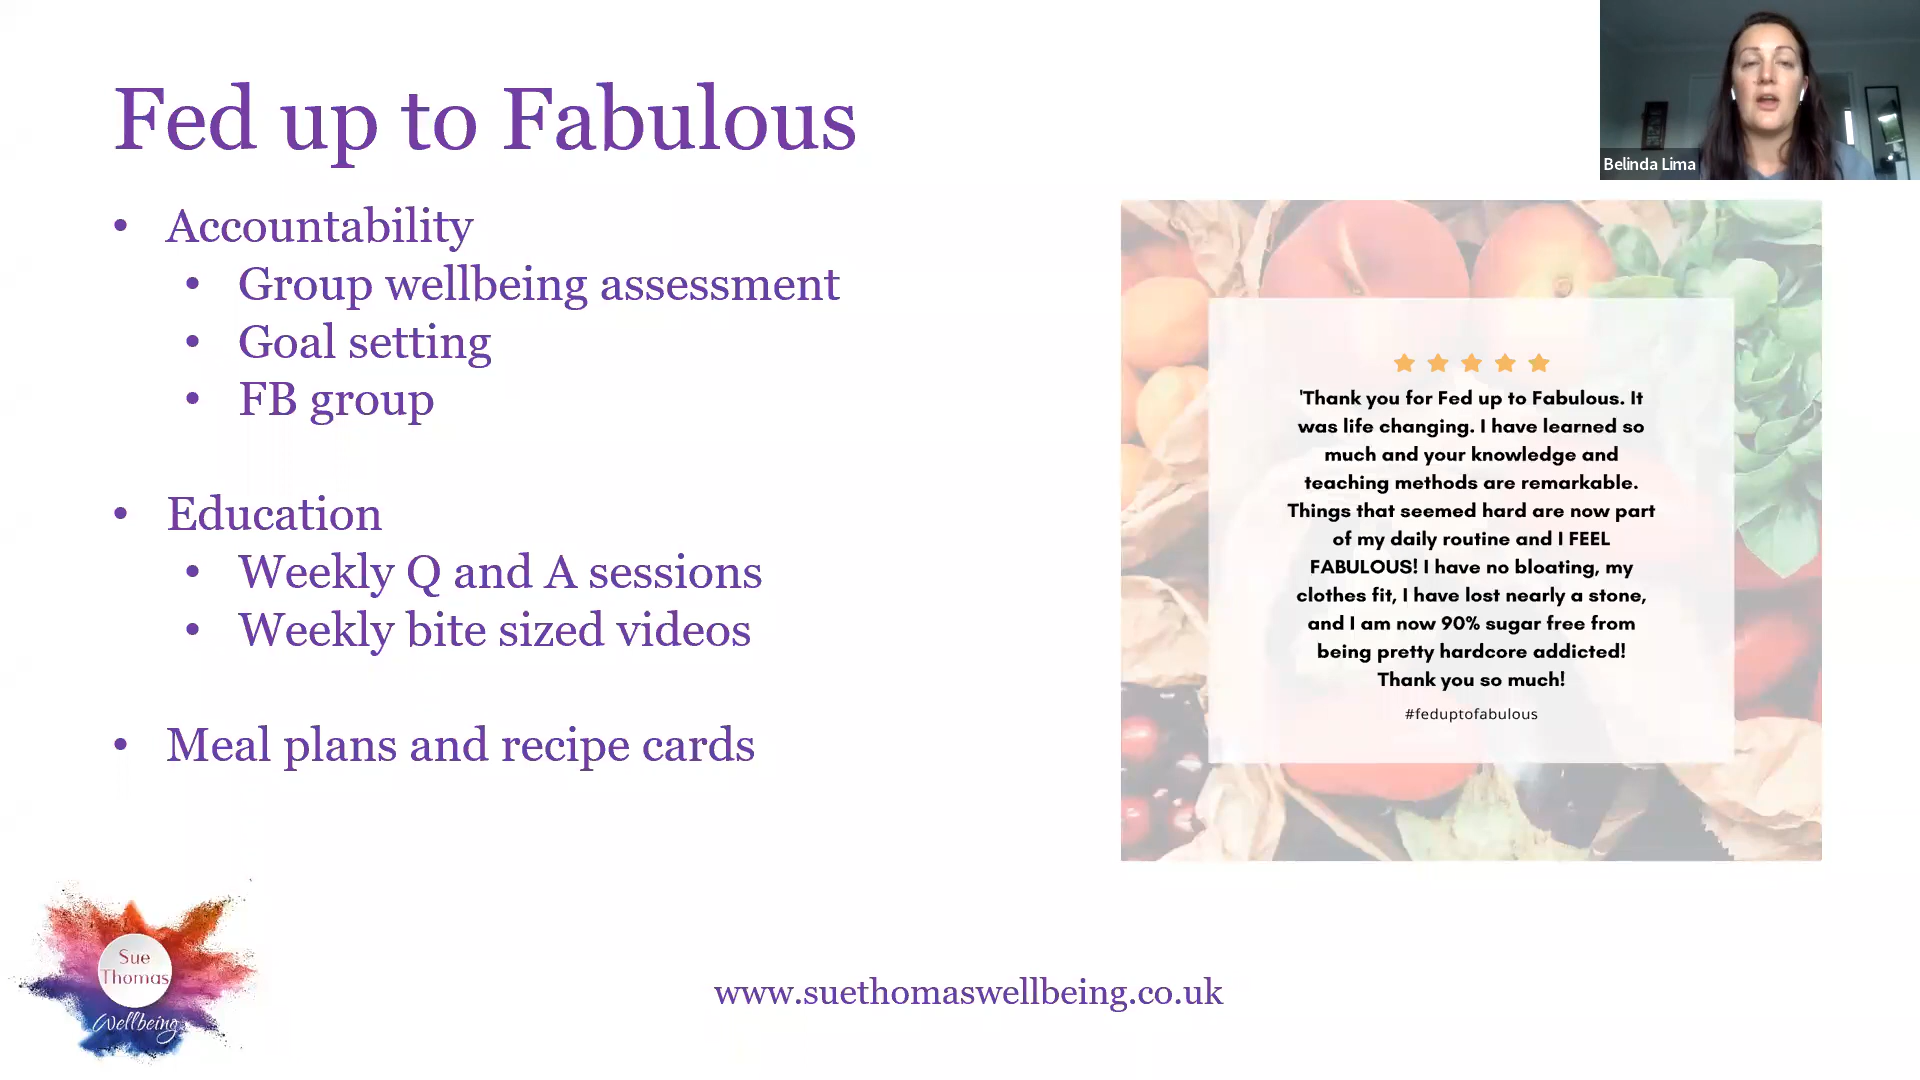 Fed up to Fabulous
Belinda Lima
• Accountability
• Group wellbeing assessment
• Goal setting
• FB group
• Education
• Weekly Q and A sessions
• Weekly bite sized videos
• Meal plans and recipe cards
'Thank you for Fed up to Fabulous. It
was life changing. I have learned so
much and your knowledge and
teaching methods are remarkable.
Things that seemed hard are now part
of my daily routine and I FEEL
FABULOUS! I have no bloating, my
clothes fit, I have lost nearly a stone,
and I am now 90% sugar free from
being pretty hardcore addicted!
Thank you so much!
#feduptofabulous
Sue
Thomas
Wellbeing
www.suethomaswellbeing.co.uk